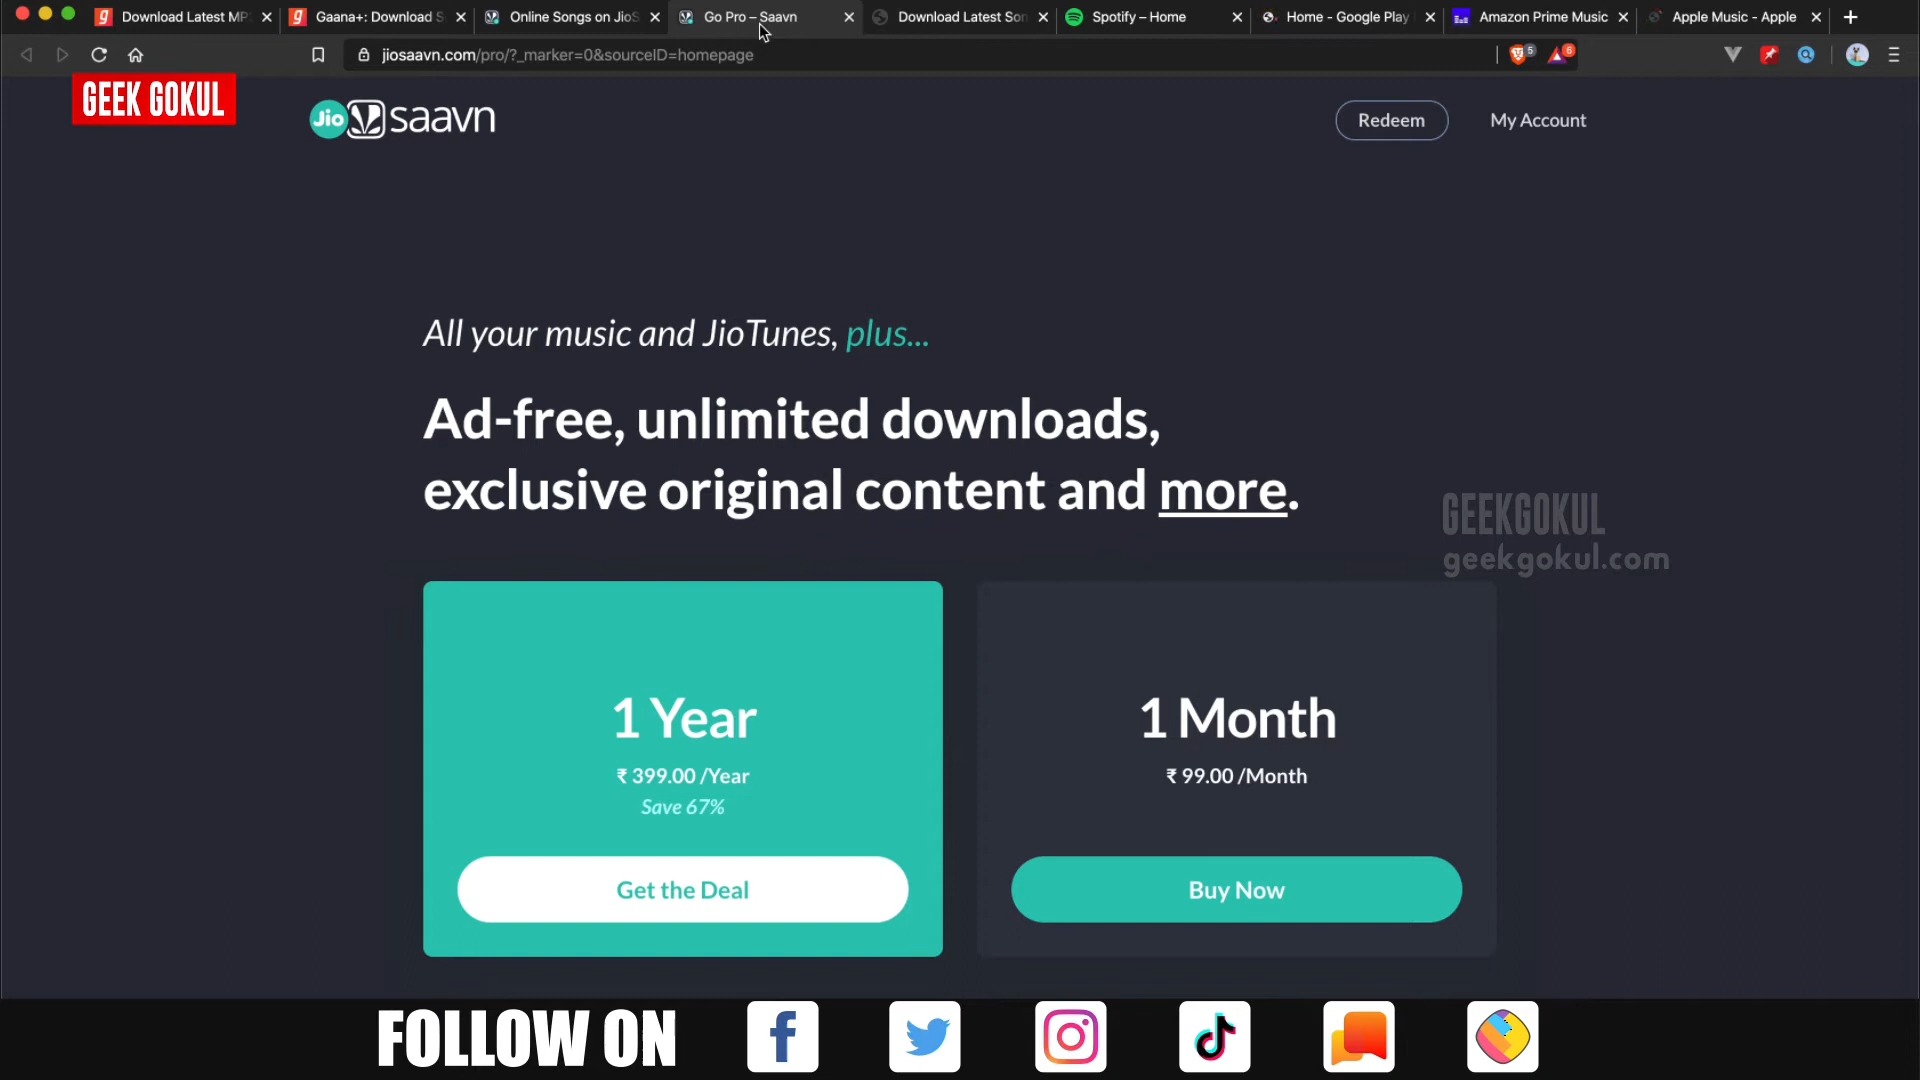 Download Latest MP
Gaana+: Download S
Online Songs on JioS
Go Pro – Saavn
Download Latest Son
Spotify – Home
Home - Google Play
Amazon Prime Music
Apple Music - Apple
jiosaavn.com/pro/?_marker=0&sourceID=homepage
5
6
GEEK GOKUL
Jio saavn
Redeem
My Account
All your music and JioTunes, plus...
Ad-free, unlimited downloads,
exclusive original content and more.
GEEKGOKUL
geekgokul.com
1 Year
₹ 399.00 /Year
Save 67%
Get the Deal
1 Month
₹ 99.00 /Month
Buy Now
FOLLOW ON